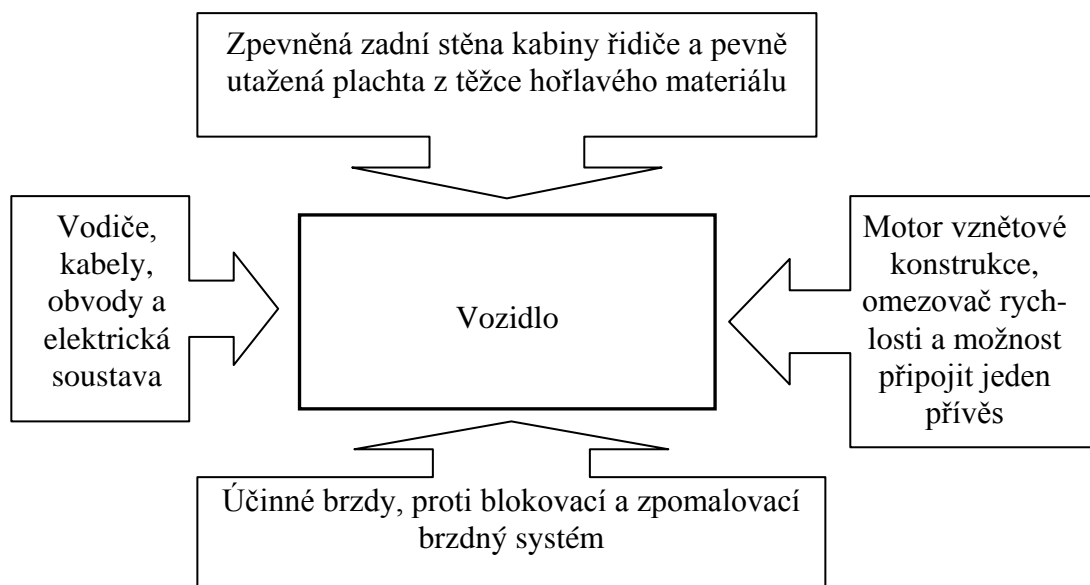 Zpevněná zadní stěna kabiny řidiče a pevně
utažená plachta z těžce hořlavého materiálu
Vodiče,
kabely,
obvody a
elektrická
soustava
Vozidlo
Motor vznětové
konstrukce,
omezovač rych-
losti a možnost
připojit jeden
přívěs
Účinné brzdy, proti blokovací a zpomalovací
brzdný systém